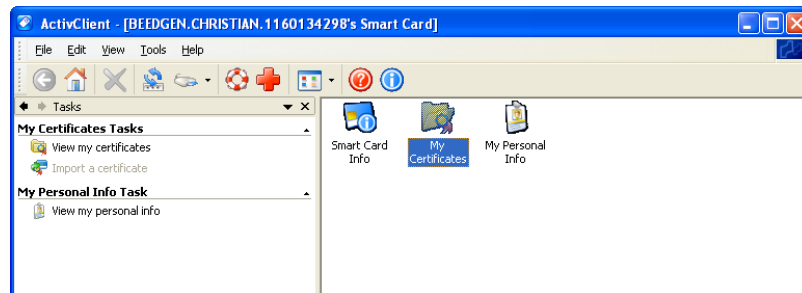 ActivClient - [BEEDGEN.CHRISTIAN.1160134298's Smart Card]
File Edit View Tools Help
Tasks
My Certificates Tasks
View my certificates
Import a certificate
My Personal Info Task
View my personal info
Smart Card
Info
My
Certificates
My Personal
Info